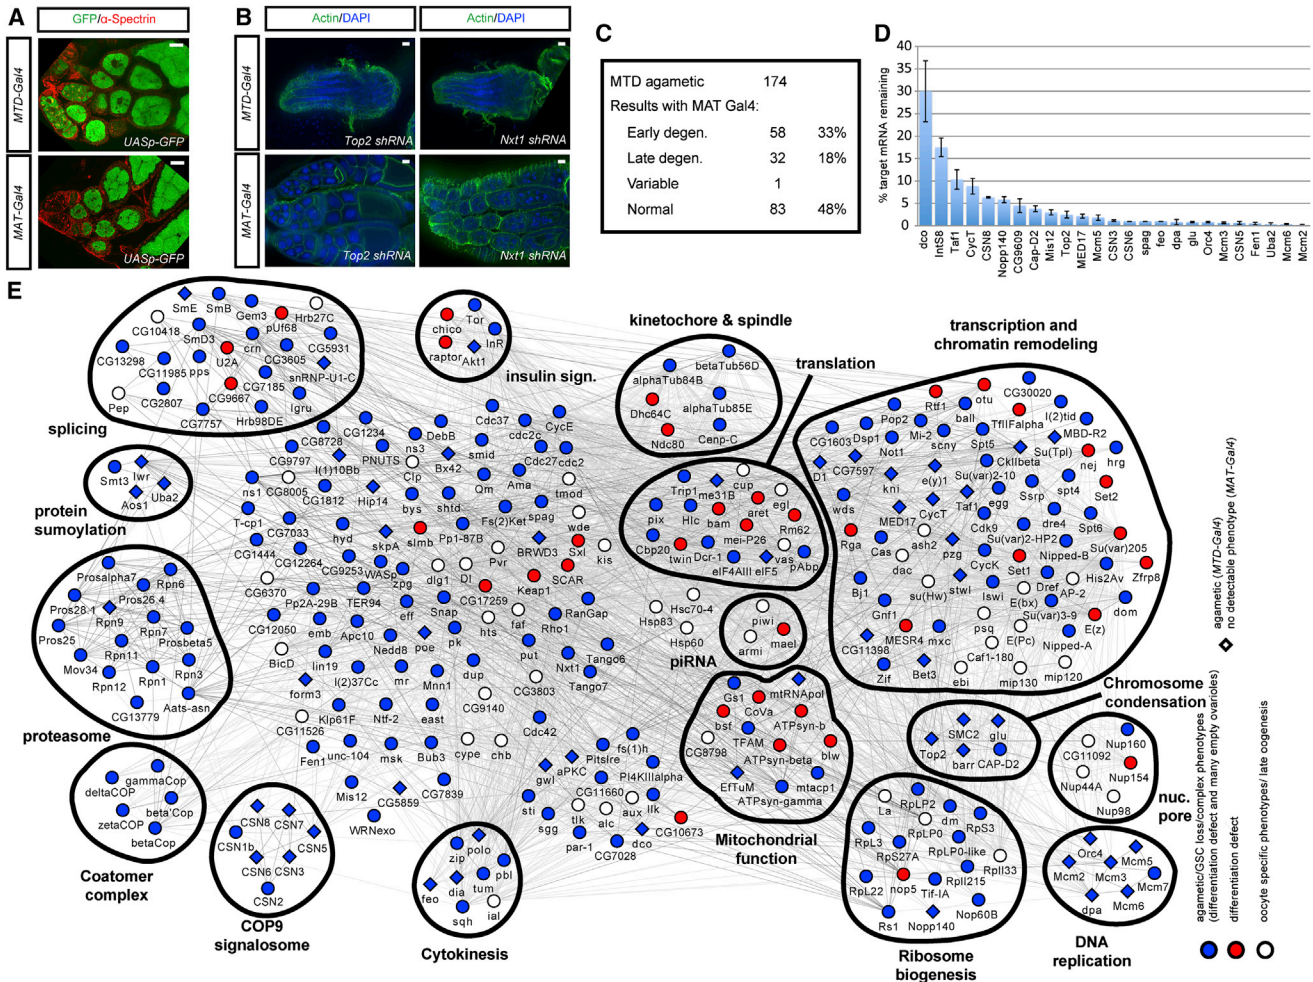 A
GFP/α-Spectrin
MTD-Gal4
UASp-GFP
MAT-Gal4
UASp-GFP
B
Actin/DAPI
Actin/DAPI
MTD-Gal4
Top2 shRNA
Nxt1 shRNA
MAT-Gal4
Top2 shRNA
Nxt1 shRNA
C
MTD agametic 174
Results with MAT Gal4:
Early degen. 58 33%
Late degen. 32 18%
Variable 1
Normal 83 48%
D
% target mRNA remaining
40
35
30
25
20
15
10
5
0
dco
IntS8
Taf1
CycT
CSN8
Nopp140
CG9609
Cap-D2
Mis12
Top2
MED17
Mcm5
CSN3
CSN6
spag
feo
dpa
glu
Orc4
Mcm3
CSN5
Fen1
Uba2
Mcm6
Mcm2
E
splicing
SmE
SmB
Gem3
pUf68
Hrb27C
CG10418
SmD3
crn
CG3605
CG5931
CG13298
CG11985
pps
U2A
CG7185
snRNP-U1-C
Pep
CG2807
CG9667
Igru
CG7757
Hrb98DE
insulin sign.
chico
Tor
InR
raptor
Akt1
kinetochore & spindle
betaTub56D
alphaTub84B
Dhc64C
alphaTub85E
Ndc80
Cenp-C
translation
Trip1
me31B
cup
egl
pix
Hlc
bam
aret
Rm62
mei-P26
Cbp20
twin
Dcr-1
vas
pAbp
eIF4AIII
eIF5
transcription and
chromatin remodeling
Rtf1
otu
CG30020
Pop2
ball
TfIIFalpha
l(2)tid
CG1603
Dsp1
Mi-2
scny
Spt5
MBD-R2
Not1
Su(Tpl)
D1
CG7597
CkIIbeta
nej
hrg
kni
e(y)1
Su(var)2-10
egg
Set2
wds
MED17
CycT
Taf1
Ssrp
spt4
Cdk9
dre4
Spt6
Rga
Cas
ash2
pzg
Su(var)2-HP2
Su(var)205
dac
CycK
Set1
Nipped-B
Zfrp8
Bj1
su(Hw)
stwl
Iswi
Dref
AP-2
His2Av
Gnf1
E(bx)
Su(var)3-9
dom
MESR4
mxc
psq
E(Pc)
E(z)
CG11398
Caf1-180
Nipped-A
Zif
Bet3
ebi
mip130
mip120
protein
sumoylation
Smt3
lwr
Uba2
Aos1
proteasome
Prosalpha7
Rpn6
Pros26.4
Pros28.1
Rpn9
Rpn7
Pros25
Prosbeta5
Rpn11
Mov34
Rpn12
Rpn1
Rpn3
CG13779
Aats-asn
Coatomer
complex
gammaCop
deltaCOP
beta'Cop
zetaCOP
betaCop
COP9
signalosome
CSN8
CSN7
CSN1b
CSN5
CSN6
CSN3
CSN2
Cytokinesis
polo
zip
pbl
feo
dia
tum
sqh
ial
piRNA
piwi
armi
mael
Mitochondrial
function
Gs1
mtRNApol
CoVa
bsf
ATPsyn-b
CG8798
TFAM
blw
ATPsyn-beta
EfTuM
mtacp1
ATPsyn-gamma
Chromosome
condensation
SMC2
glu
Top2
barr
CAP-D2
nuc.
pore
Nup160
CG11092
Nup154
Nup44A
Nup98
Ribosome
biogenesis
RpLP2
La
dm
RpS3
RpLP0
RpL3
RpLP0-like
RpS27A
RpII33
RpL22
nop5
RpII215
Tif-IA
Nop60B
Rs1
Nopp140
DNA
replication
Orc4
Mcm5
Mcm2
Mcm3
Mcm7
dpa
Mcm6
CG8728
CG1234
DebB
Cdc37
cdc2c
CycE
CG9797
PNUTS
ns3
Bx42
smid
Cdc27
cdc2
l(1)10Bb
Clp
ns1
CG8005
Hip14
Qm
Ama
tmod
CG1812
bys
shtd
T-cp1
Fs(2)Ket
spag
wde
CG7033
hyd
slmb
Pp1-87B
skpA
BRWD3
Sxl
kis
CG1444
CG12264
CG9253
WASp
dlg1
Dl
Pvr
SCAR
CG6370
zpg
Keap1
Pp2A-29B
TER94
eff
Snap
CG17259
RanGap
Hsc70-4
Hsp83
CG12050
emb
Apc10
hts
faf
Rho1
Hsp60
Nedd8
poe
pk
put
BicD
lin19
Nxt1
Tango6
l(2)37Cc
mr
dup
Tango7
form3
Mnn1
CG3803
Klp61F
Ntf-2
east
CG9140
CG11526
Cdc42
Fen1
unc-104
msk
Bub3
cype
chb
fs(1)h
Pitslre
aPKC
gwl
PI4KIIIalpha
Mis12
CG5859
CG7839
CG11660
Ilk
sti
tlk
alc
aux
WRNexo
sgg
CG10673
par-1
dco
CG7028
agametic/GSC loss/complex phenotypes
(differentiation defect and many empty ovarioles)
differentiation defect
oocyte specific phenotypes/ late oogenesis
agametic (MTD-Gal4)
no detectable phenotype (MAT-Gal4)